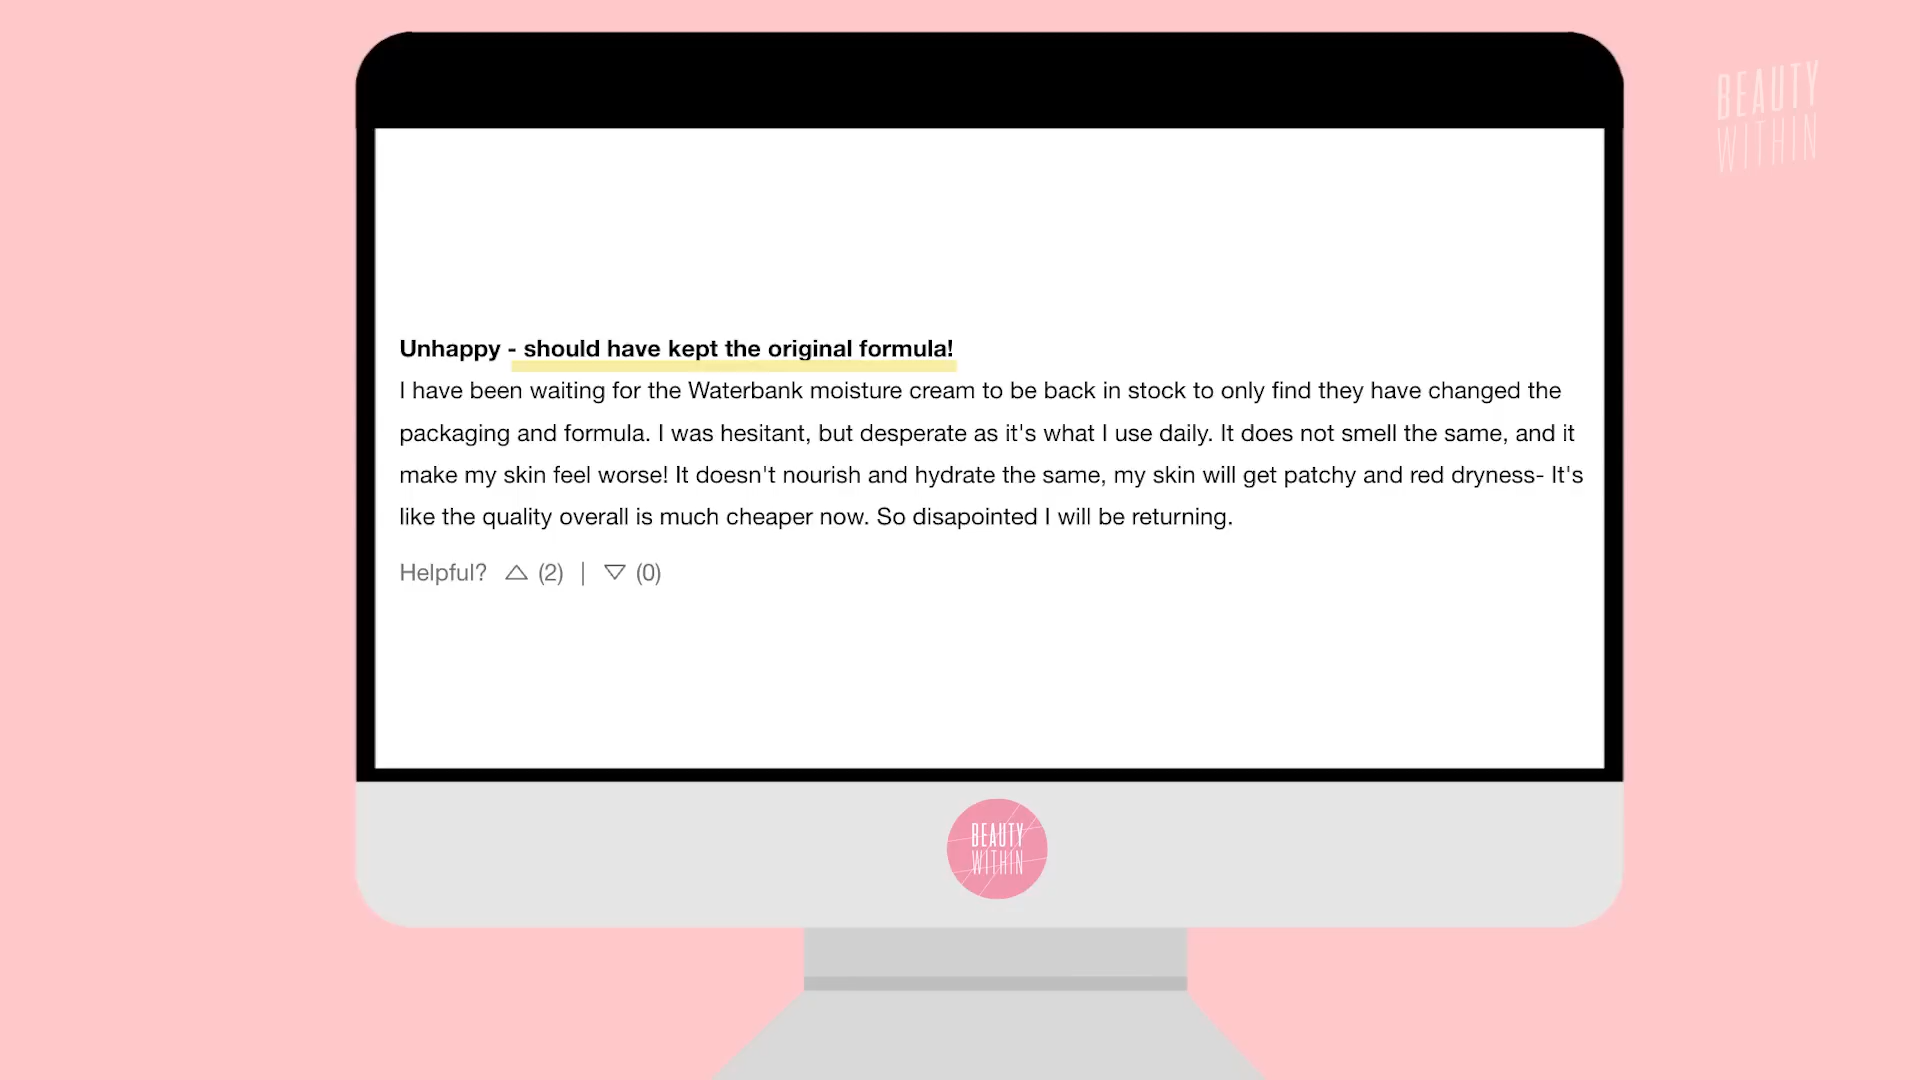 BEAUTY
WITHIN
Unhappy - should have kept the original formula!
I have been waiting for the Waterbank moisture cream to be back in stock to only find they have changed the
packaging and formula. I was hesitant, but desperate as it's what I use daily. It does not smell the same, and it
make my skin feel worse! It doesn't nourish and hydrate the same, my skin will get patchy and red dryness- It's
like the quality overall is much cheaper now. So disapointed I will be returning.
Helpful? △ (2) | ▽ (0)
BEAUTY
WITHIN